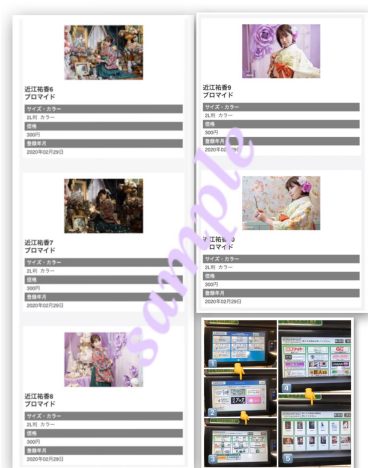 近江祐香6
ブロマイド
サイズ・カラー
2L判 カラー
価格
300円
登録年月
2020年02月29日
近江祐香7
ブロマイド
サイズ・カラー
2L判 カラー
価格
300円
登録年月
2020年02月29日
近江祐香8
ブロマイド
サイズ・カラー
2L判 カラー
価格
300円
登録年月
2020年02月29日
近江祐香9
ブロマイド
サイズ・カラー
2L判 カラー
価格
300円
登録年月
2020年02月29日
近江祐香
ブロマイド
サイズ・カラー
2L判 カラー
価格
300円
登録年月
2020年02月29日
1
2
3
4
5
sample